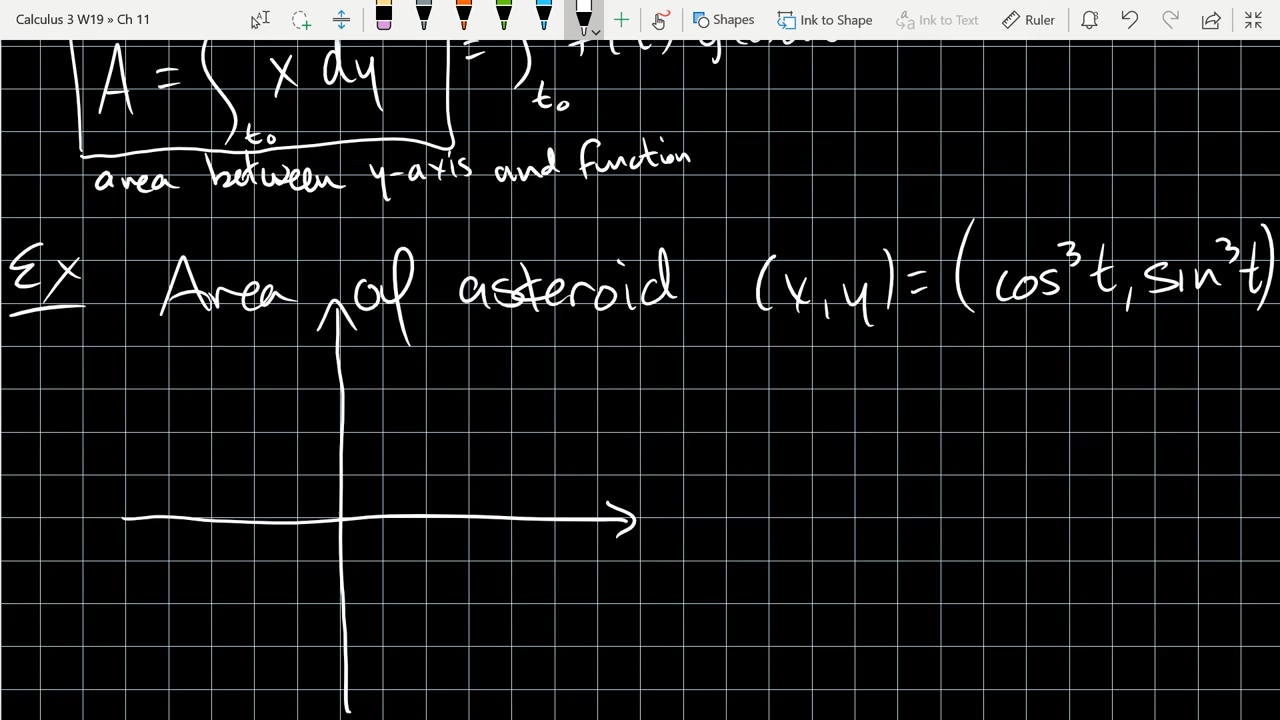 Calculus 3 W19 » Ch 11
Shapes
Ink to Shape
Ink to Text
Ruler
A = ∫ x dy =
t₀
t₀
area between y-axis and function
Ex Area of asteroid (x, y) = (cos³t, sin³t)